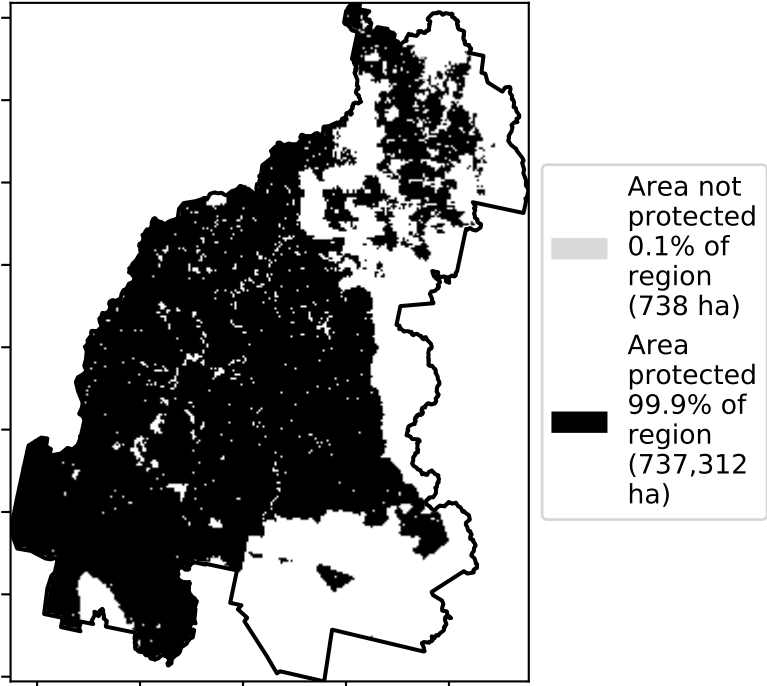 Area not
protected
0.1% of
region
(738 ha)
Area
protected
99.9% of
region
(737,312
ha)